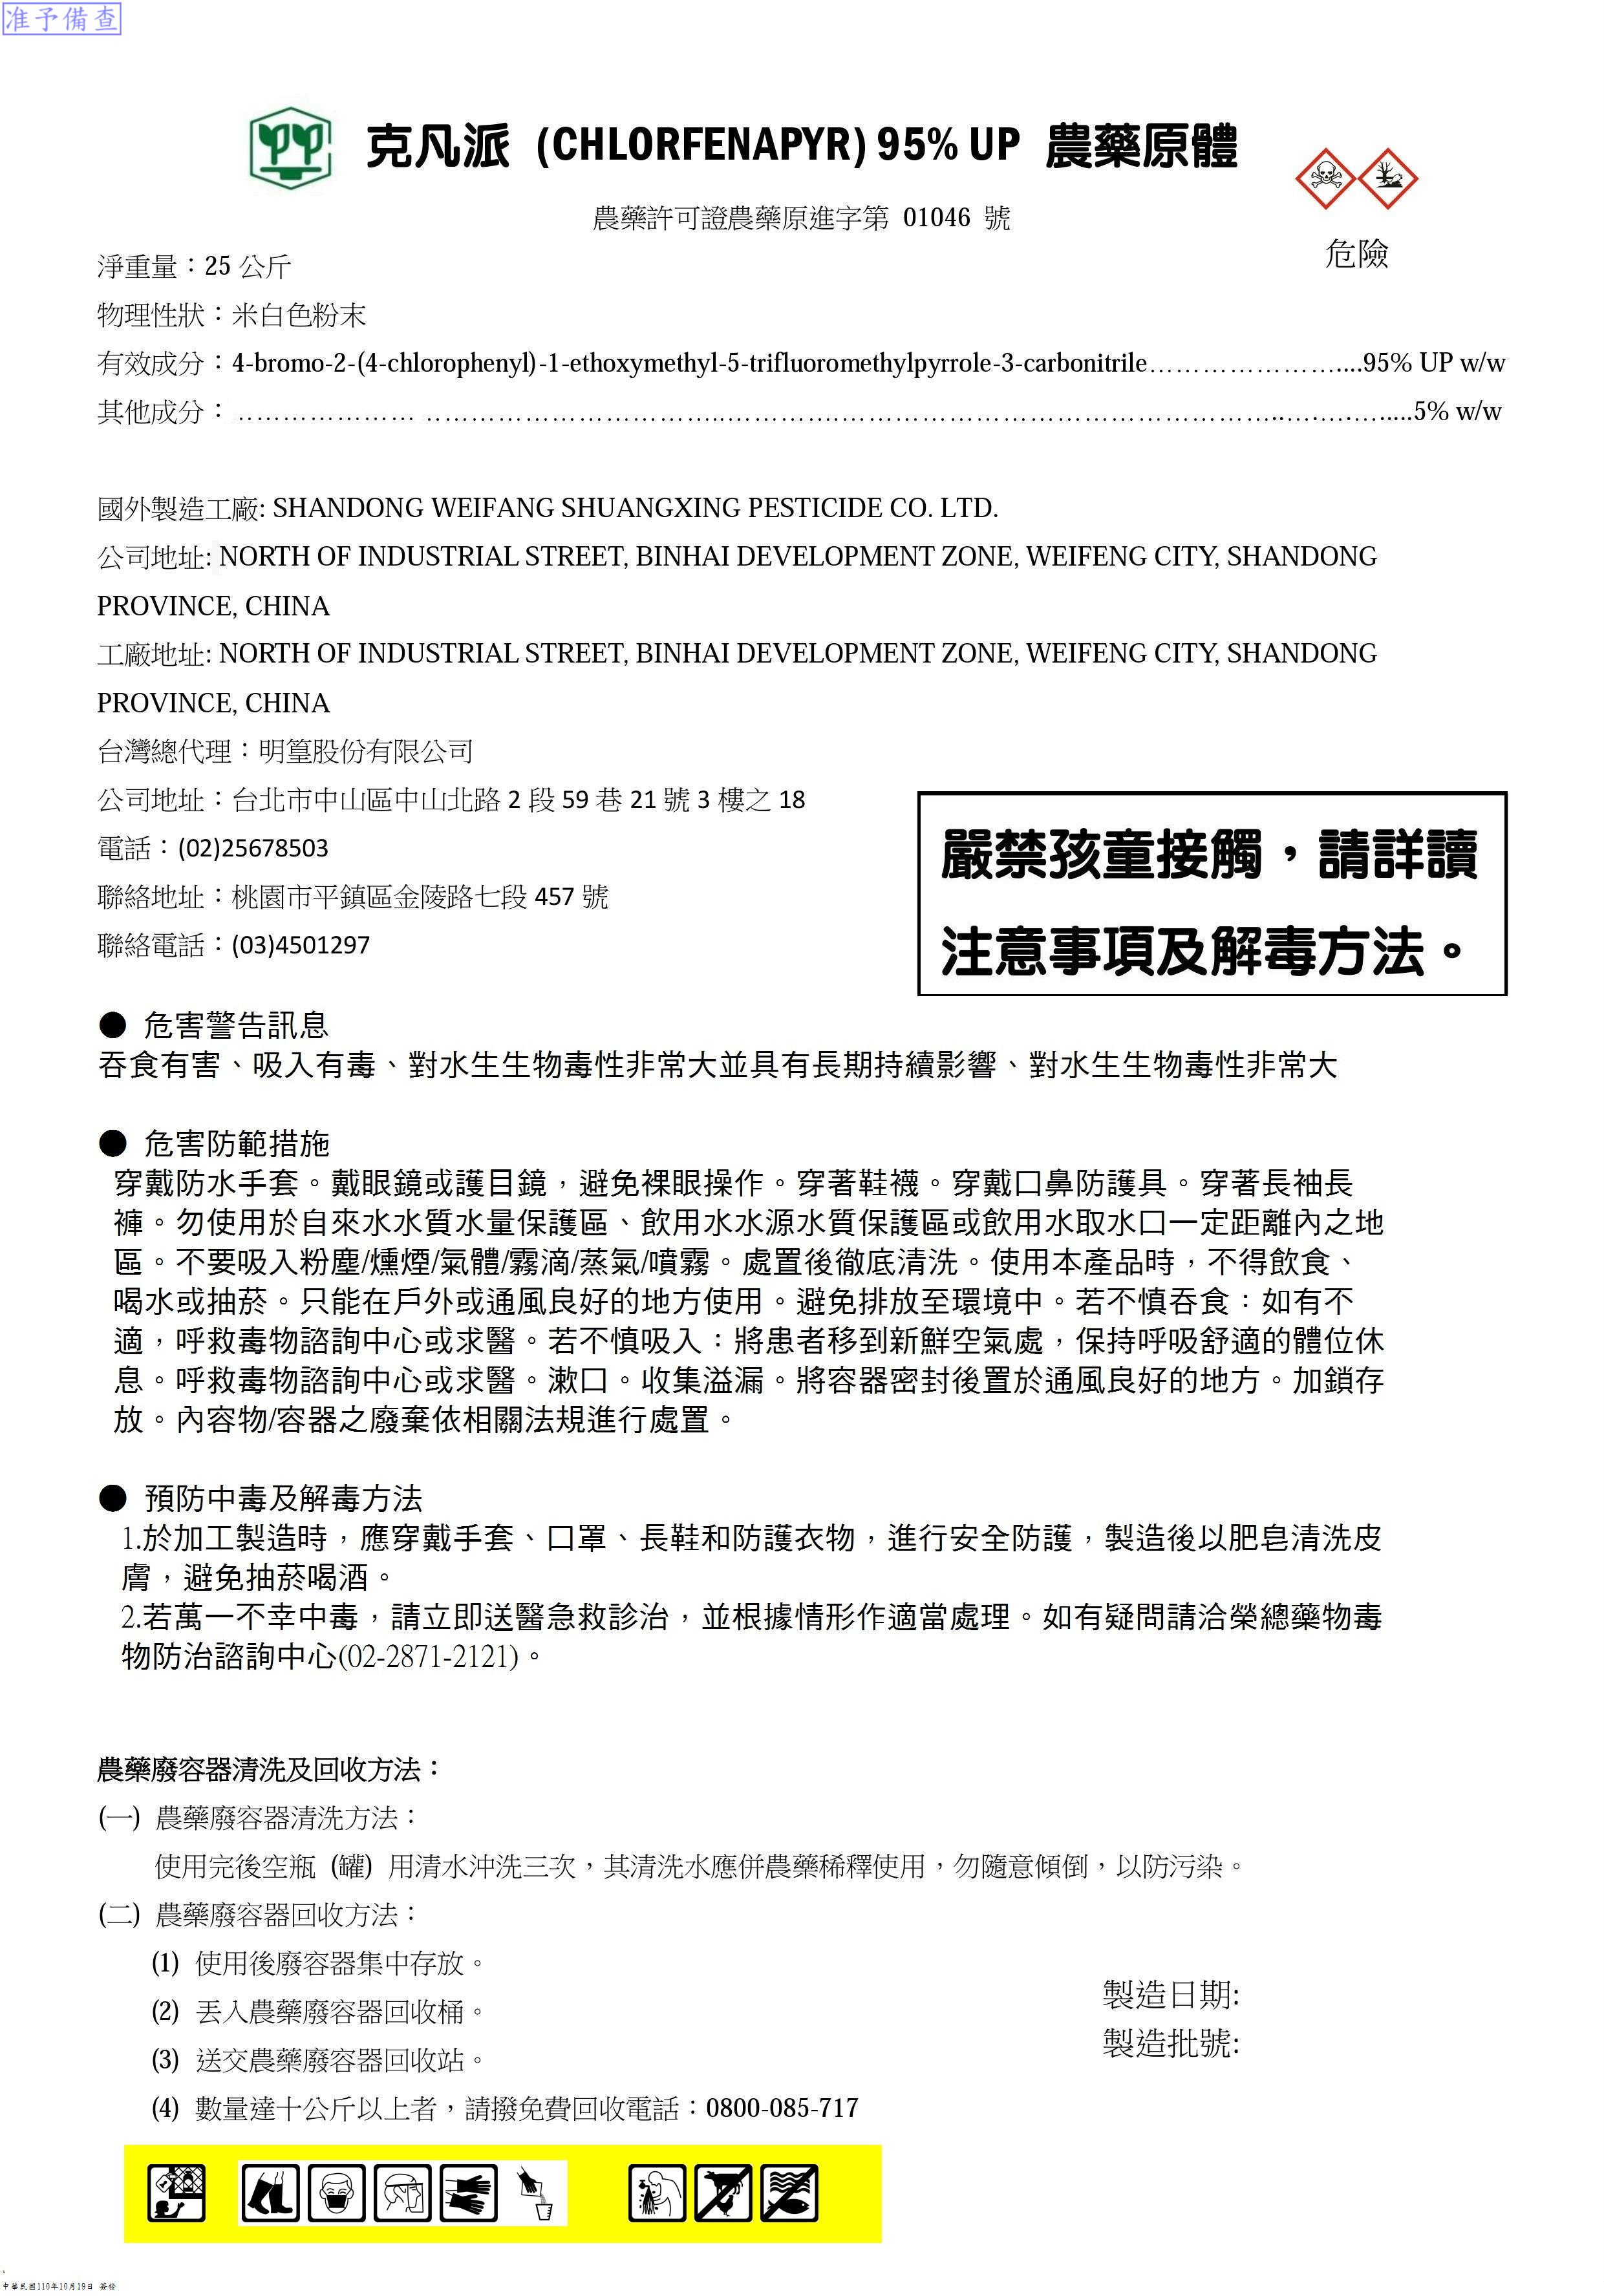 准予備查
克凡派 (CHLORFENAPYR) 95% UP 農藥原體
農藥許可證農藥原進字第 01046 號
危險
淨重量：25 公斤
物理性狀：米白色粉末
有效成分：4-bromo-2-(4-chlorophenyl)-1-ethoxymethyl-5-trifluoromethylpyrrole-3-carbonitrile……………………95% UP w/w
其他成分：………………… ……………………………………………………………………………………………………5% w/w
國外製造工廠: SHANDONG WEIFANG SHUANGXING PESTICIDE CO. LTD.
公司地址: NORTH OF INDUSTRIAL STREET, BINHAI DEVELOPMENT ZONE, WEIFENG CITY, SHANDONG
PROVINCE, CHINA
工廠地址: NORTH OF INDUSTRIAL STREET, BINHAI DEVELOPMENT ZONE, WEIFENG CITY, SHANDONG
PROVINCE, CHINA
台灣總代理：明篁股份有限公司
公司地址：台北市中山區中山北路 2 段 59 巷 21 號 3 樓之 18
電話：(02)25678503
聯絡地址：桃園市平鎮區金陵路七段 457 號
聯絡電話：(03)4501297
嚴禁孩童接觸，請詳讀
注意事項及解毒方法。
● 危害警告訊息
吞食有害、吸入有毒、對水生生物毒性非常大並具有長期持續影響、對水生生物毒性非常大
● 危害防範措施
穿戴防水手套。戴眼鏡或護目鏡，避免裸眼操作。穿著鞋襪。穿戴口鼻防護具。穿著長袖長
褲。勿使用於自來水水質水量保護區、飲用水水源水質保護區或飲用水取水口一定距離內之地
區。不要吸入粉塵/燻煙/氣體/霧滴/蒸氣/噴霧。處置後徹底清洗。使用本產品時，不得飲食、
喝水或抽菸。只能在戶外或通風良好的地方使用。避免排放至環境中。若不慎吞食：如有不
適，呼救毒物諮詢中心或求醫。若不慎吸入：將患者移到新鮮空氣處，保持呼吸舒適的體位休
息。呼救毒物諮詢中心或求醫。漱口。收集溢漏。將容器密封後置於通風良好的地方。加鎖存
放。內容物/容器之廢棄依相關法規進行處置。
● 預防中毒及解毒方法
1.於加工製造時，應穿戴手套、口罩、長鞋和防護衣物，進行安全防護，製造後以肥皂清洗皮
膚，避免抽菸喝酒。
2.若萬一不幸中毒，請立即送醫急救診治，並根據情形作適當處理。如有疑問請洽榮總藥物毒
物防治諮詢中心(02-2871-2121)。
農藥廢容器清洗及回收方法：
(一) 農藥廢容器清洗方法：
使用完後空瓶 (罐) 用清水沖洗三次，其清洗水應併農藥稀釋使用，勿隨意傾倒，以防污染。
(二) 農藥廢容器回收方法：
(1) 使用後廢容器集中存放。
(2) 丟入農藥廢容器回收桶。
(3) 送交農藥廢容器回收站。
(4) 數量達十公斤以上者，請撥免費回收電話：0800-085-717
製造日期:
製造批號:
中華民國110年10月19日 簽發